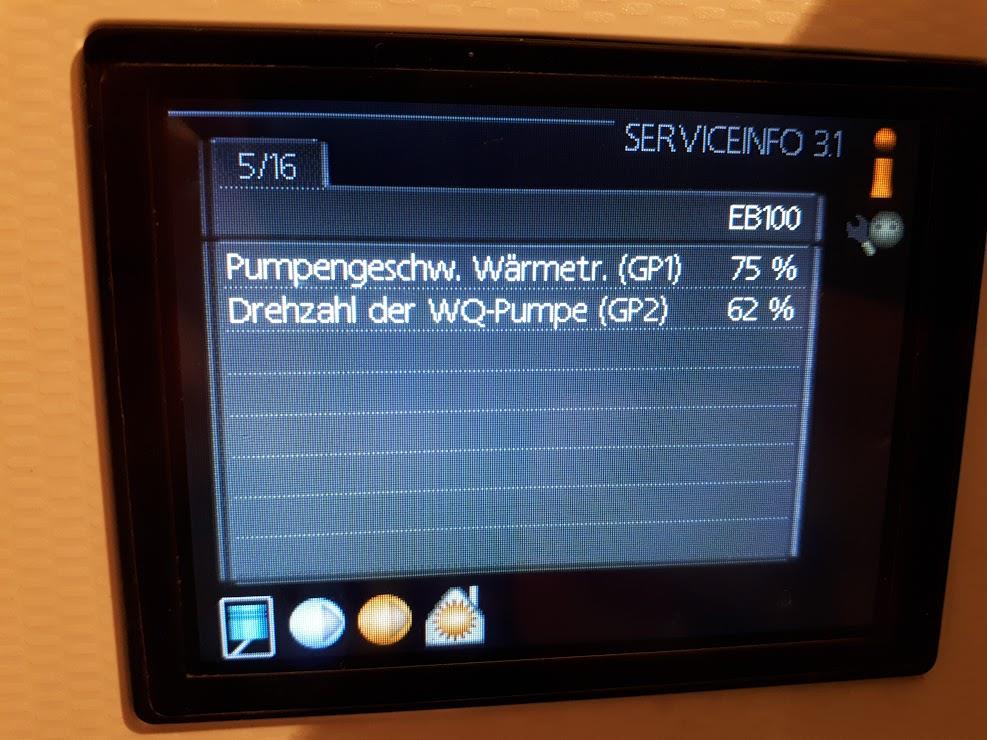 SERVICEINFO 3.1
5/16
EB100
Pumpengeschw. Wärmetr. (GP1) 75 %
Drehzahl der WQ-Pumpe (GP2) 62 %